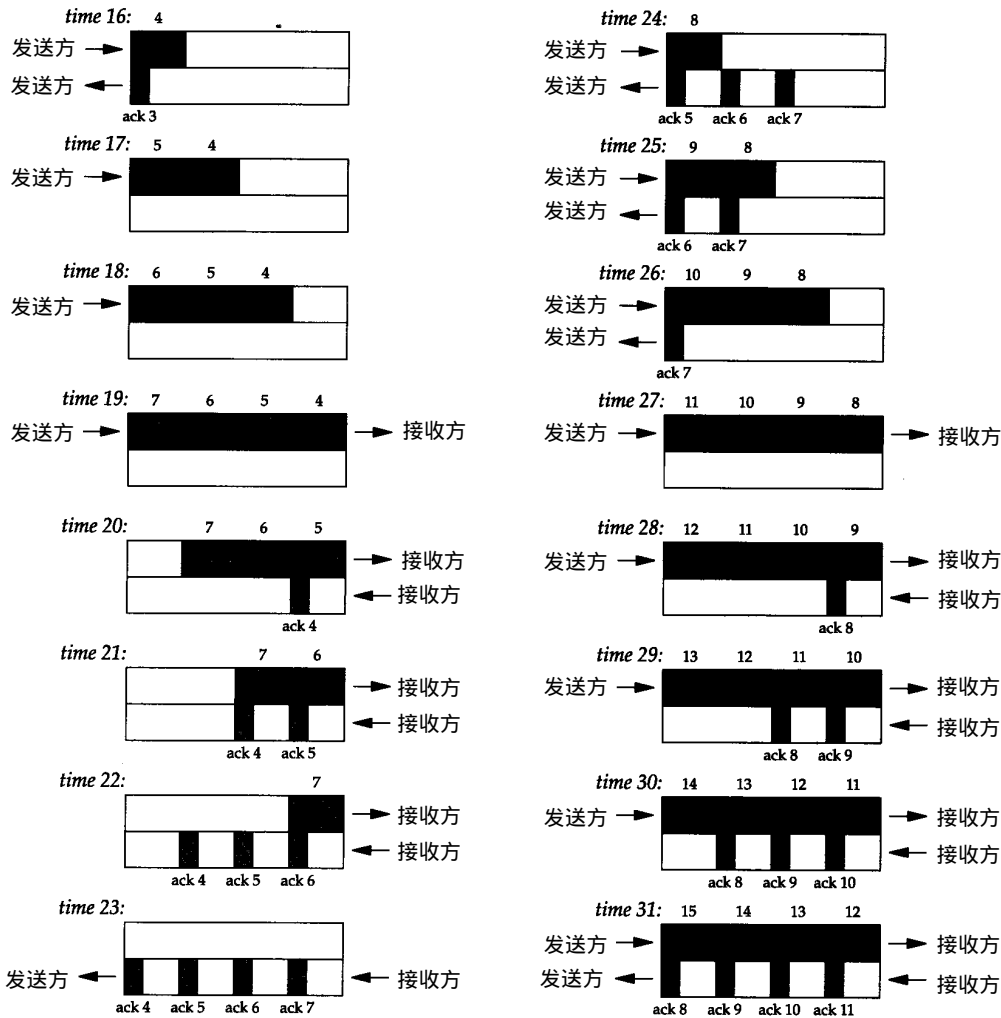 time 16: 4
发送方
发送方
ack 3
time 17: 5 4
发送方
time 18: 6 5 4
发送方
time 19: 7 6 5 4
发送方 接收方
time 20: 7 6 5
接收方
接收方
ack 4
time 21: 7 6
接收方
接收方
ack 4 ack 5
time 22: 7
接收方
接收方
ack 4 ack 5 ack 6
time 23:
发送方 接收方
ack 4 ack 5 ack 6 ack 7
time 24: 8
发送方
发送方
ack 5 ack 6 ack 7
time 25: 9 8
发送方
发送方
ack 6 ack 7
time 26: 10 9 8
发送方
发送方
ack 7
time 27: 11 10 9 8
发送方 接收方
time 28: 12 11 10 9
发送方 接收方
接收方
ack 8
time 29: 13 12 11 10
发送方 接收方
接收方
ack 8 ack 9
time 30: 14 13 12 11
发送方 接收方
接收方
ack 8 ack 9 ack 10
time 31: 15 14 13 12
发送方 接收方
发送方 接收方
ack 8 ack 9 ack 10 ack 11